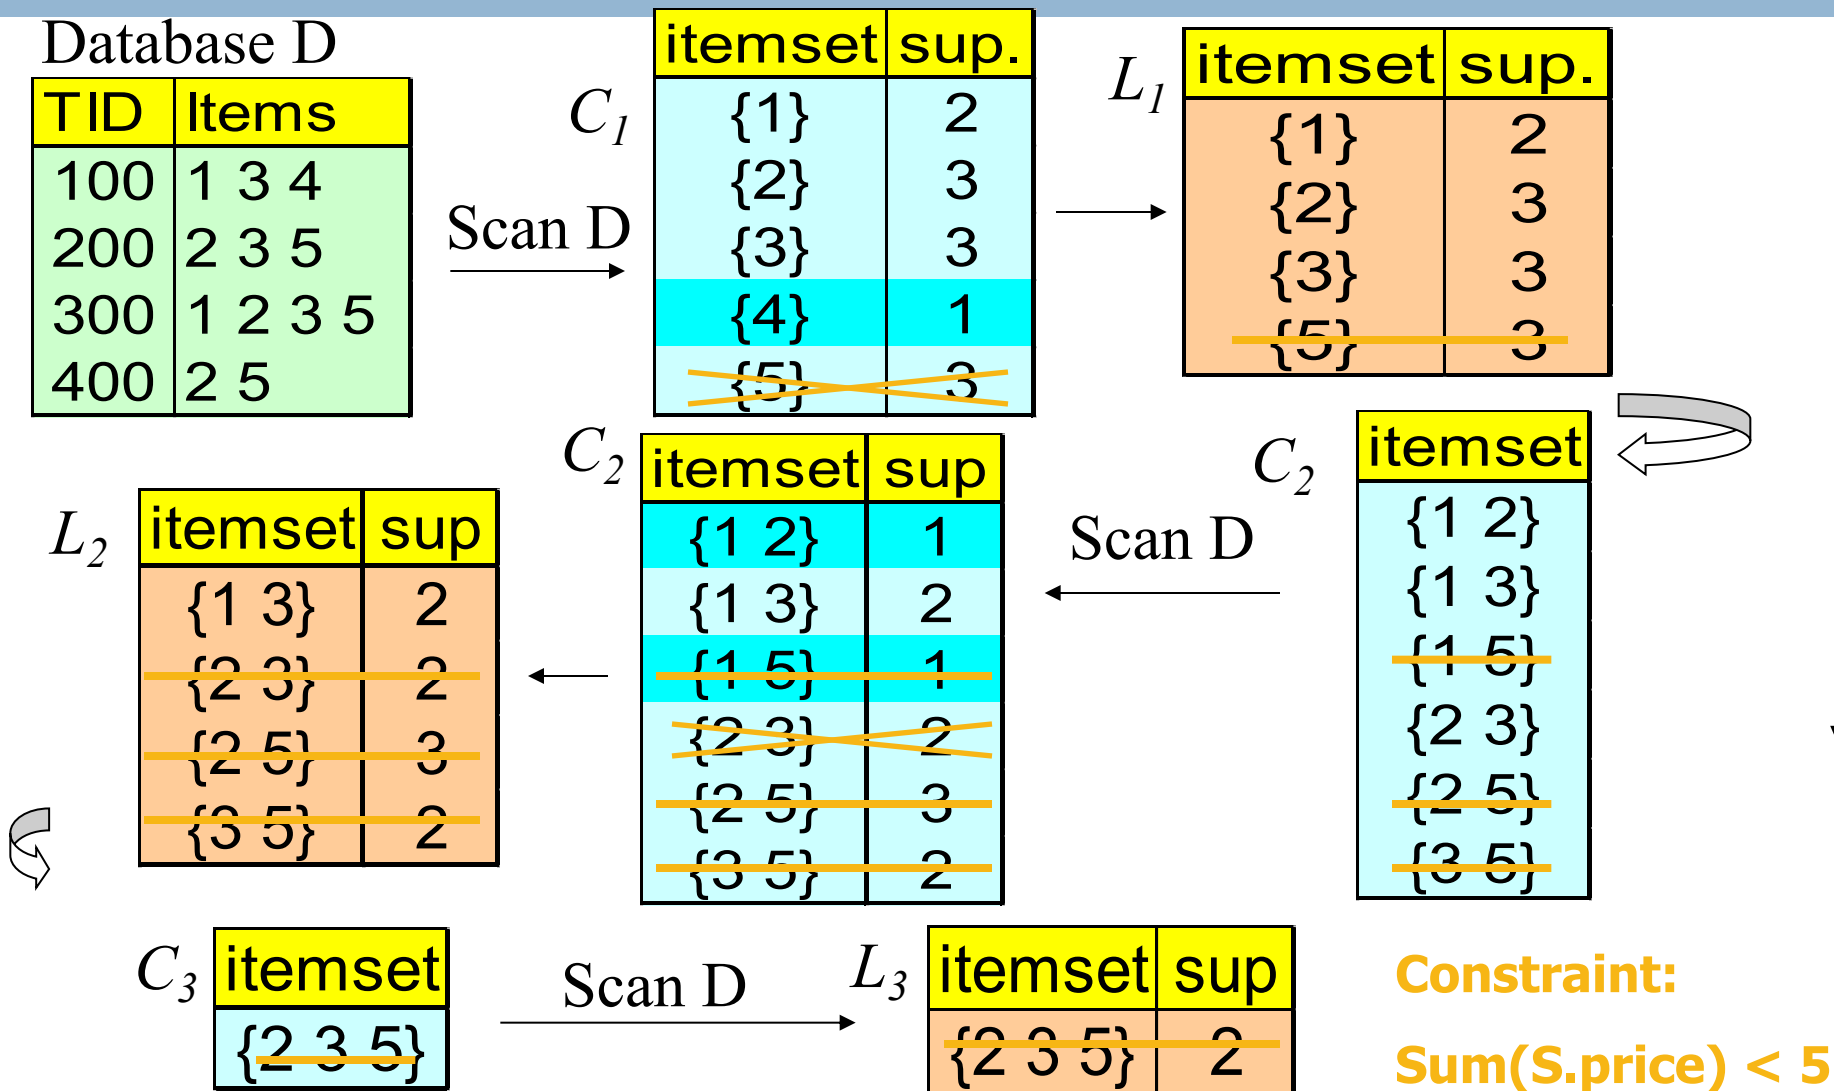 Database D
TID Items
100 1 3 4
200 2 3 5
300 1 2 3 5
400 2 5
Scan D
C1
itemset sup.
{1} 2
{2} 3
{3} 3
{4} 1
{5} 3
L1
itemset sup.
{1} 2
{2} 3
{3} 3
{5} 3
C2
itemset
{1 2}
{1 3}
{1 5}
{2 3}
{2 5}
{3 5}
Scan D
C2
itemset sup
{1 2} 1
{1 3} 2
{1 5} 1
{2 3} 2
{2 5} 3
{3 5} 2
L2
itemset sup
{1 3} 2
{2 3} 2
{2 5} 3
{3 5} 2
C3
itemset
{2 3 5}
Scan D
L3
itemset sup
{2 3 5} 2
Constraint:
Sum(S.price) < 5